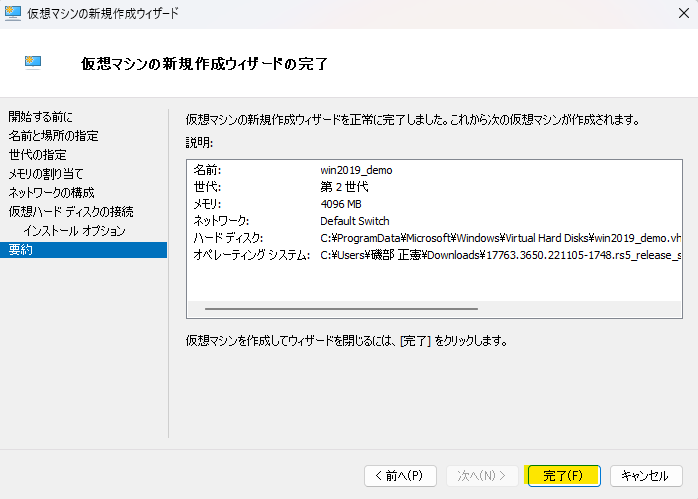 仮想マシンの新規作成ウィザード
仮想マシンの新規作成ウィザードの完了
開始する前に
名前と場所の指定
世代の指定
メモリの割り当て
ネットワークの構成
仮想ハード ディスクの接続
インストール オプション
要約
仮想マシンの新規作成ウィザードを正常に完了しました。これから次の仮想マシンが作成されます。
説明:
名前: win2019_demo
世代: 第 2 世代
メモリ: 4096 MB
ネットワーク: Default Switch
ハード ディスク: C:¥ProgramData¥Microsoft¥Windows¥Virtual Hard Disks¥win2019_demo.vh
オペレーティング システム: C:¥Users¥磯部 正憲¥Downloads¥17763.3650.221105-1748.rs5_release_s
仮想マシンを作成してウィザードを閉じるには、[完了] をクリックします。
< 前へ(P) 次へ(N) > 完了(F) キャンセル